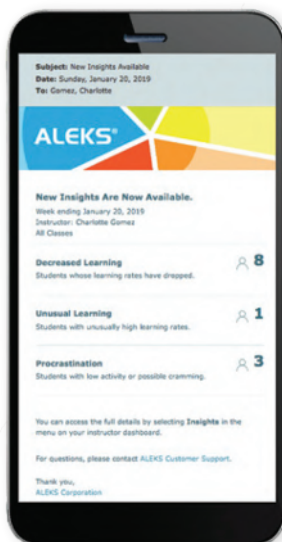 Subject: New Insights Available
Date: Sunday, January 20, 2019
To: Gomez, Charlotte
ALEKS®
New Insights Are Now Available.
Week ending January 20, 2019
Instructor: Charlotte Gomez
All Classes
Decreased Learning 8
Students whose learning rates have dropped.
Unusual Learning 1
Students with unusually high learning rates.
Procrastination 3
Students with low activity or possible cramming.
You can access the full details by selecting Insights in the
menu on your instructor dashboard.
For questions, please contact ALEKS Customer Support.
Thank you,
ALEKS Corporation